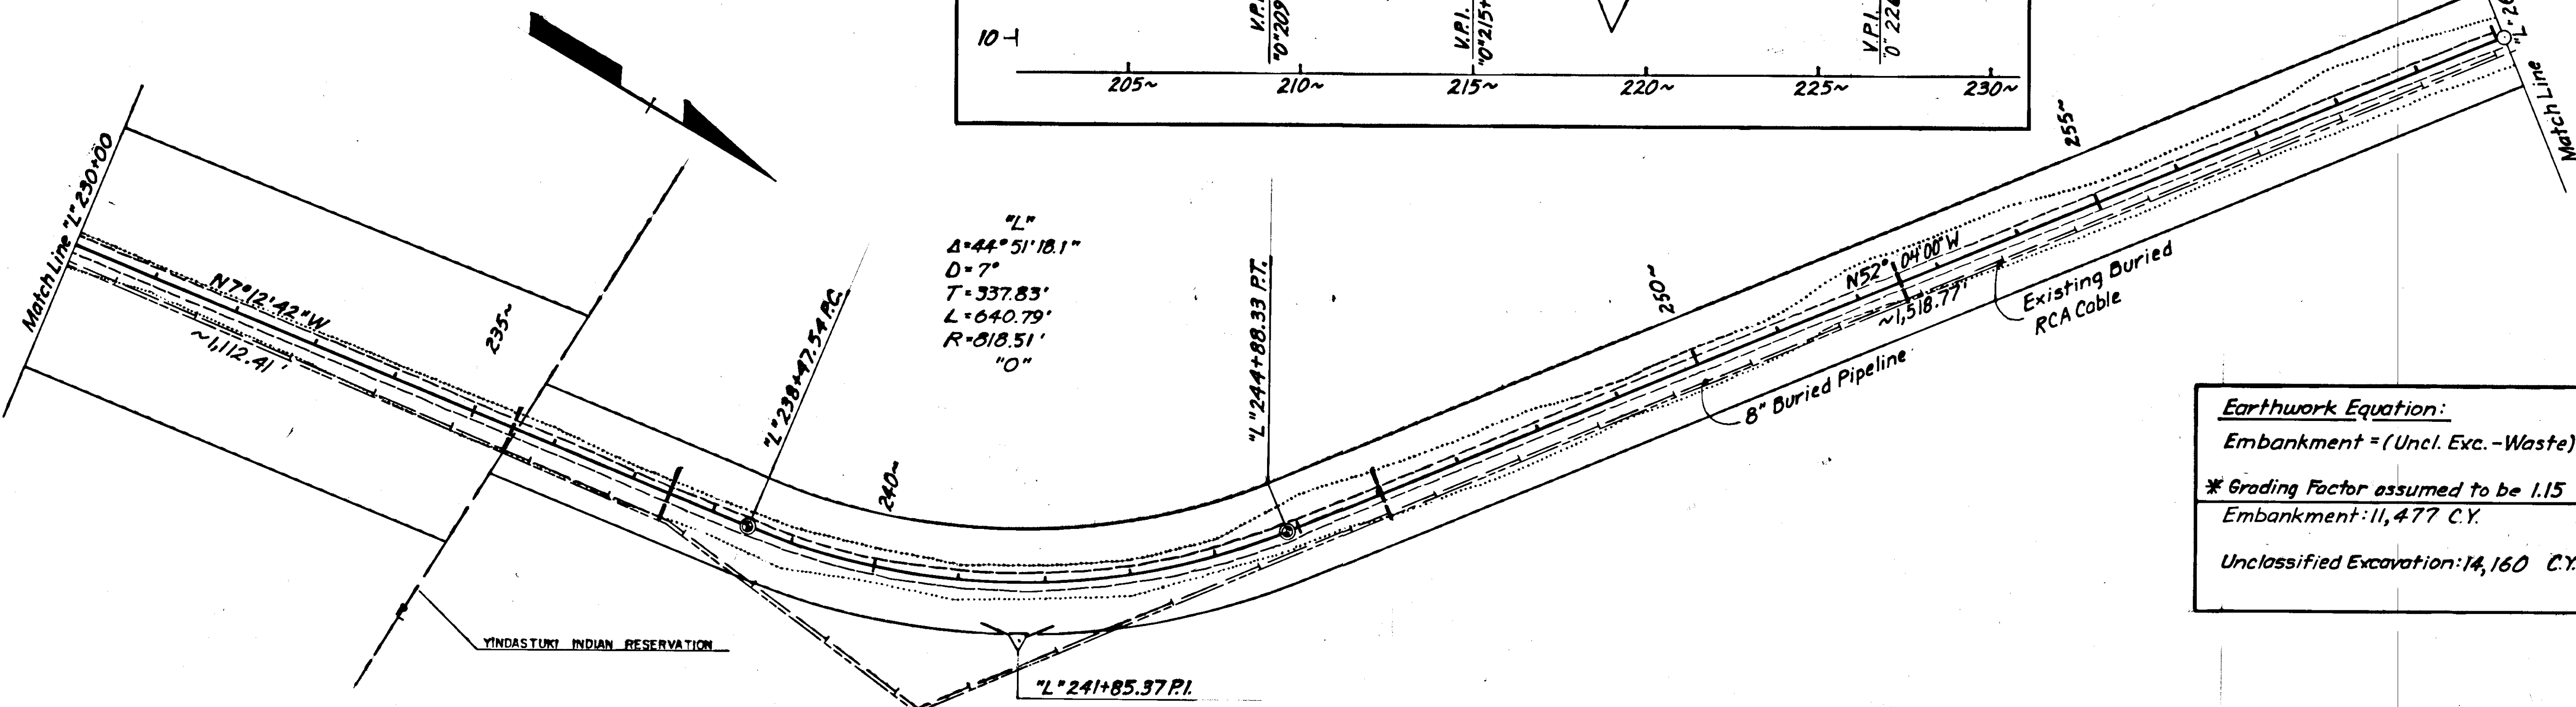 10
V.P.I.
"O" 209
V.P.I.
"O" 215+
V.P.I.
"O" 226
205~
210~
215~
220~
225~
230~
Match Line "L" 230+00
N 7°12'42" W
~1,112.41'
235~
"L" 238+47.54 P.C.
240~
"L"
Δ=44°51'18.1"
D=7°
T=337.83'
L=640.79'
R=818.51'
"O"
"L" 244+88.33 P.T.
"L" 241+85.37 P.I.
YINDASTUKI INDIAN RESERVATION
250~
N52° 04'00" W
~1,518.77'
255~
Existing Buried
RCA Cable
8" Buried Pipeline
"L" 26
Match Line
Earthwork Equation:
Embankment = (Uncl. Exc. - Waste)
* Grading Factor assumed to be 1.15
Embankment: 11,477 C.Y.
Unclassified Excavation: 14,160 C.Y.